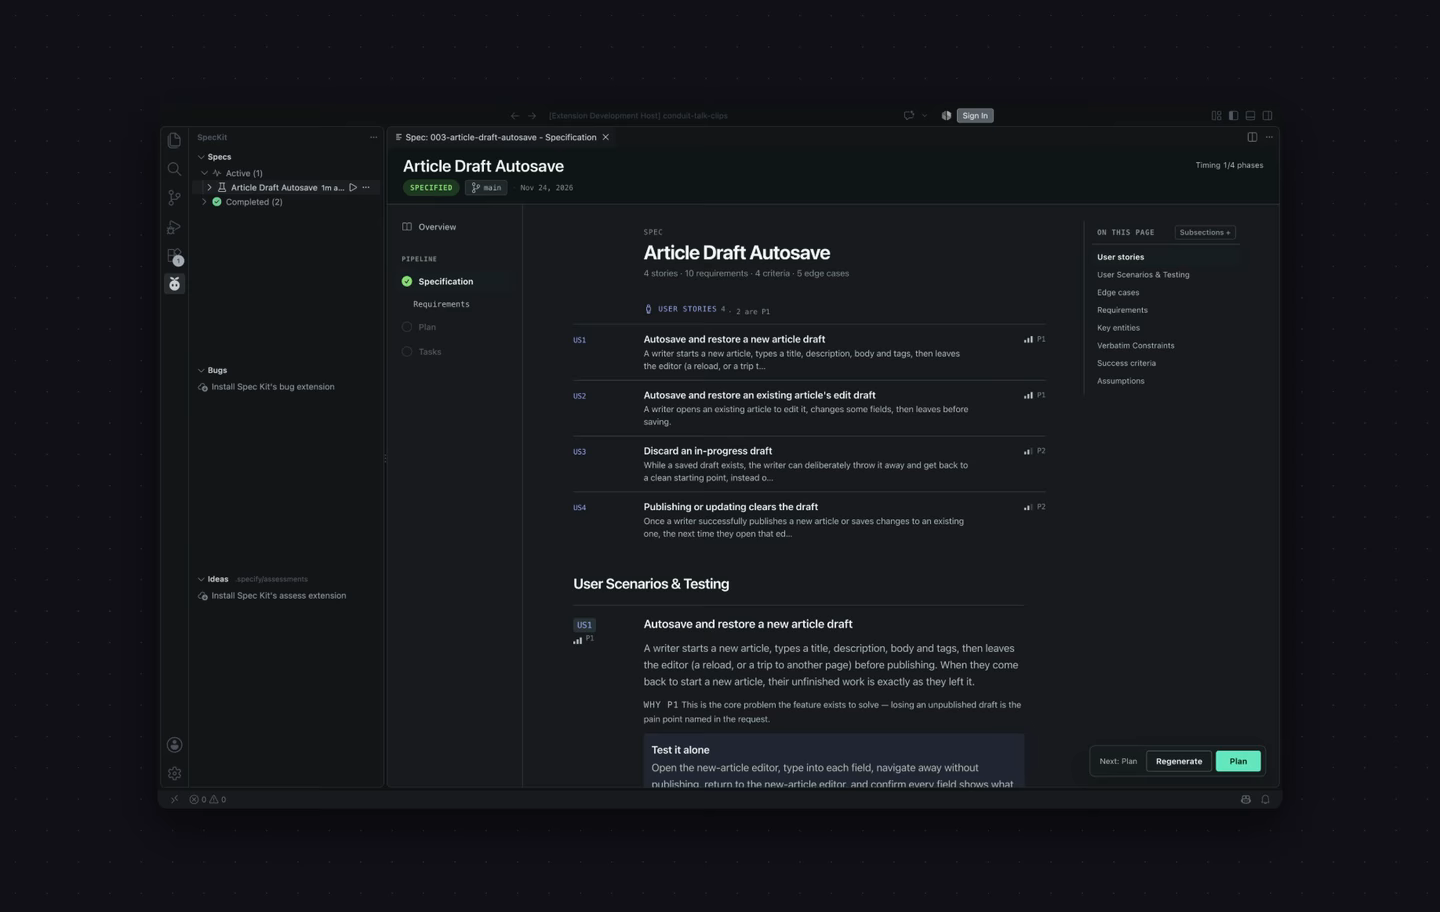 [Extension Development Host] conduit-talk-clips
Sign In
SpecKit
Specs
Active (1)
Article Draft Autosave 1m a...
Completed (2)
Bugs
Install Spec Kit's bug extension
Ideas .specify/assessments
Install Spec Kit's assess extension
1
0 0
Spec: 003-article-draft-autosave - Specification
Article Draft Autosave
SPECIFIED main · Nov 24, 2026
Timing 1/4 phases
Overview
PIPELINE
Specification
Requirements
Plan
Tasks
SPEC
Article Draft Autosave
4 stories · 10 requirements · 4 criteria · 5 edge cases
USER STORIES 4 · 2 are P1
US1 Autosave and restore a new article draft P1
A writer starts a new article, types a title, description, body and tags, then leaves
the editor (a reload, or a trip t...
US2 Autosave and restore an existing article's edit draft P1
A writer opens an existing article to edit it, changes some fields, then leaves before
saving.
US3 Discard an in-progress draft P2
While a saved draft exists, the writer can deliberately throw it away and get back to
a clean starting point, instead o...
US4 Publishing or updating clears the draft P2
Once a writer successfully publishes a new article or saves changes to an existing
one, the next time they open that ed...
User Scenarios & Testing
US1 Autosave and restore a new article draft
P1
A writer starts a new article, types a title, description, body and tags, then leaves
the editor (a reload, or a trip to another page) before publishing. When they come
back to start a new article, their unfinished work is exactly as they left it.
WHY P1 This is the core problem the feature exists to solve — losing an unpublished draft is the
pain point named in the request.
Test it alone
Open the new-article editor, type into each field, navigate away without
publishing, return to the new-article editor, and confirm every field shows what
ON THIS PAGE Subsections +
User stories
User Scenarios & Testing
Edge cases
Requirements
Key entities
Verbatim Constraints
Success criteria
Assumptions
Next: Plan Regenerate Plan